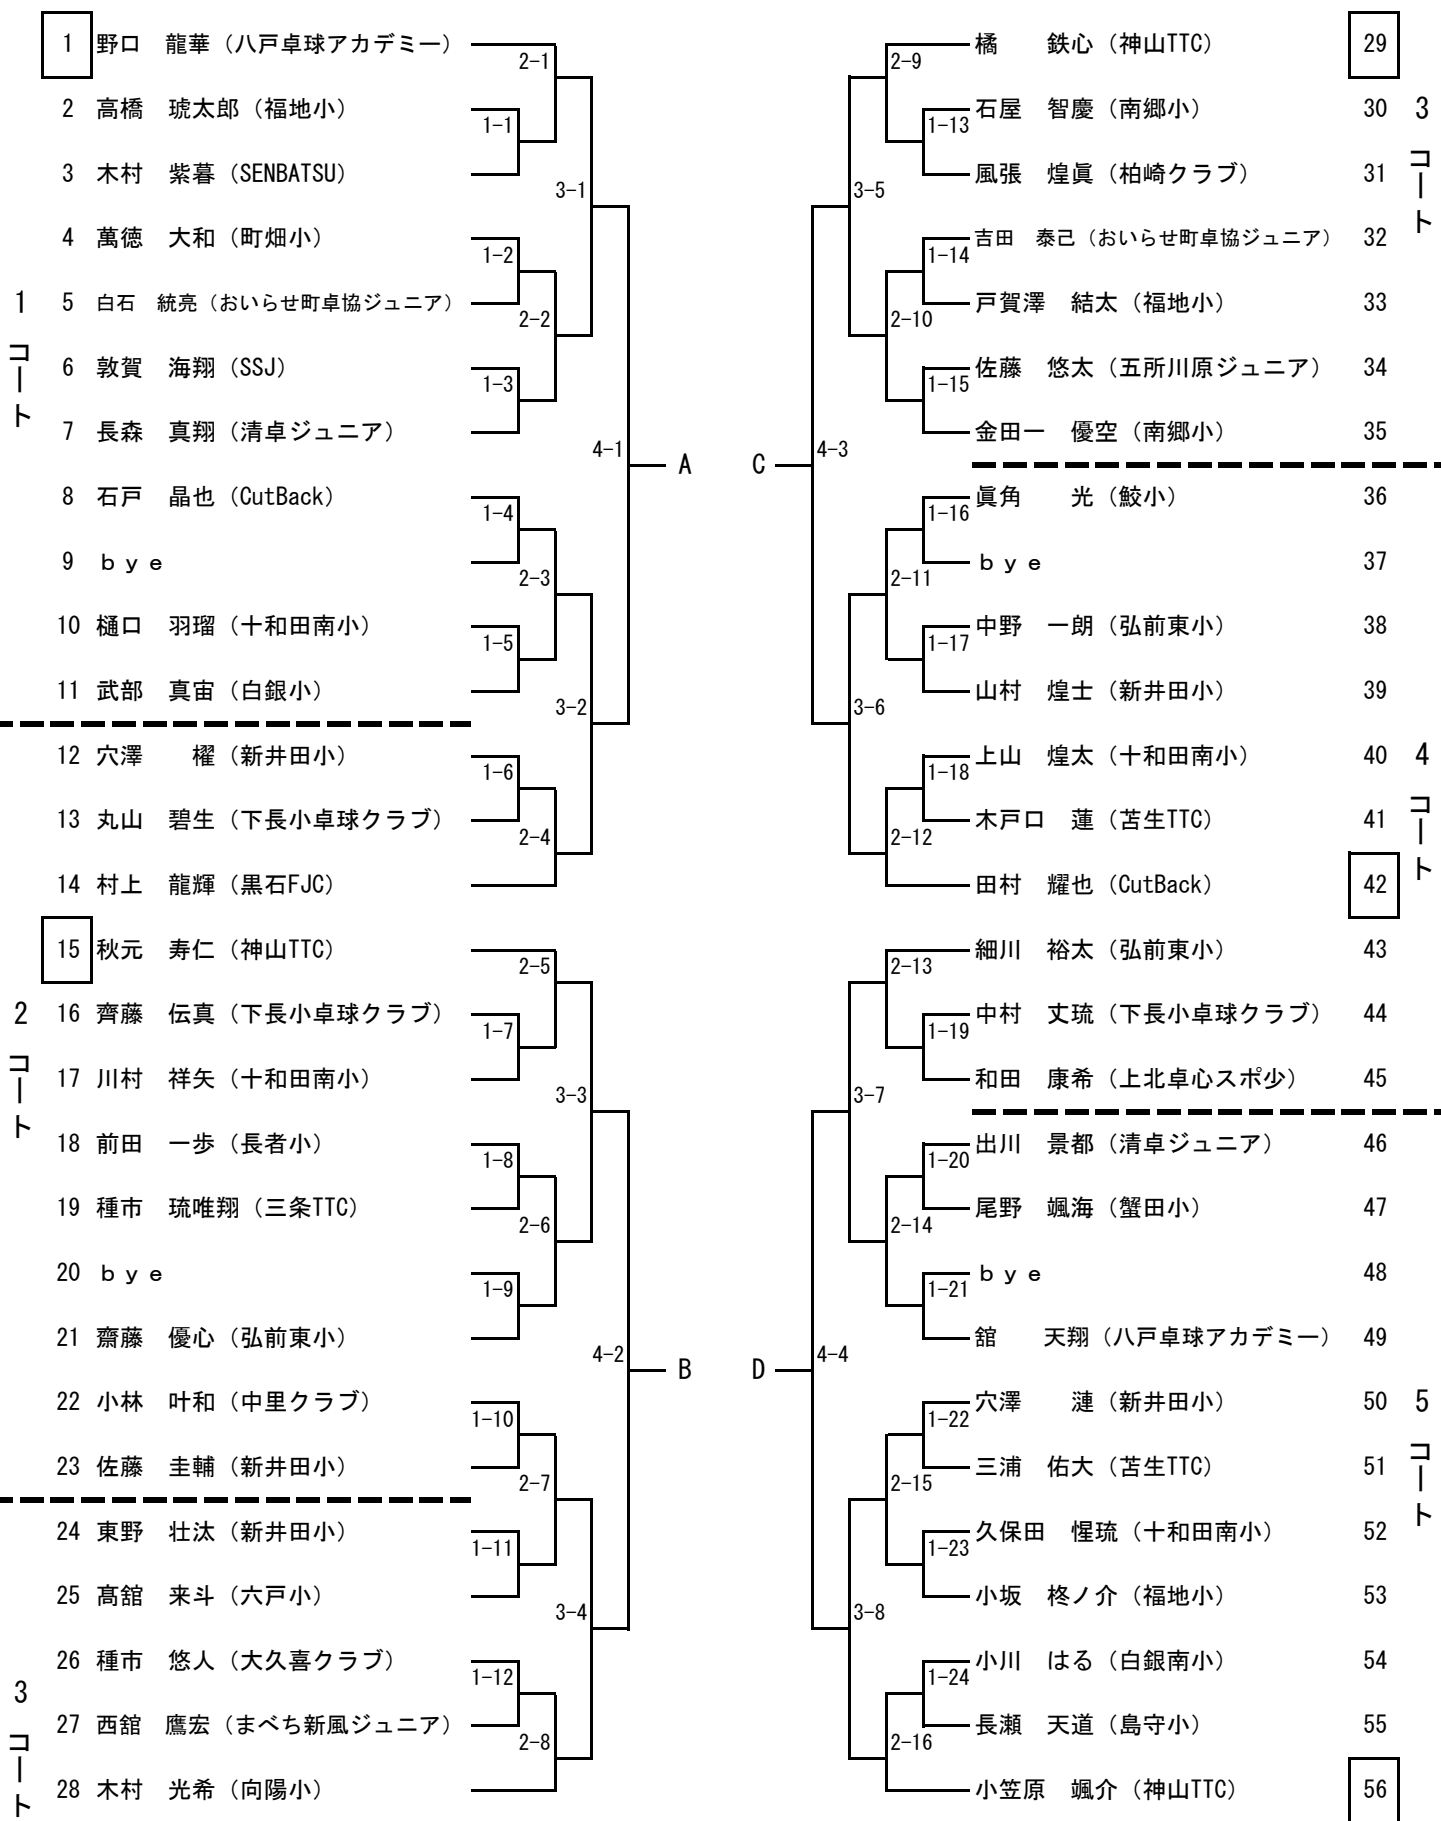 1 野口　龍華（八戸卓球アカデミー）
2-1
2 高橋　琥太郎（福地小）
1-1
3 木村　紫暮（SENBATSU）
3-1
4 萬徳　大和（町畑小）
1-2
1コート
5 白石　統亮（おいらせ町卓協ジュニア）
2-2
6 敦賀　海翔（SSJ）
1-3
7 長森　真翔（清卓ジュニア）
4-1
A
8 石戸　晶也（CutBack）
1-4
9 ｂｙｅ
2-3
10 樋口　羽瑠（十和田南小）
1-5
11 武部　真宙（白銀小）
3-2
12 穴澤　　櫂（新井田小）
1-6
13 丸山　碧生（下長小卓球クラブ）
2-4
14 村上　龍輝（黒石FJC）
15 秋元　寿仁（神山TTC）
2-5
2コート
16 齊藤　伝真（下長小卓球クラブ）
1-7
17 川村　祥矢（十和田南小）
3-3
18 前田　一歩（長者小）
1-8
19 種市　琉唯翔（三条TTC）
2-6
20 ｂｙｅ
1-9
21 齋藤　優心（弘前東小）
4-2
B
22 小林　叶和（中里クラブ）
1-10
23 佐藤　圭輔（新井田小）
2-7
24 東野　壮汰（新井田小）
1-11
25 髙舘　来斗（六戸小）
3-4
26 種市　悠人（大久喜クラブ）
1-12
3コート
27 西舘　鷹宏（まべち新風ジュニア）
2-8
28 木村　光希（向陽小）
橘　　鉄心（神山TTC） 29
2-9
石屋　智慶（南郷小） 30
1-13
3コート
風張　煌眞（柏崎クラブ） 31
3-5
吉田　泰己（おいらせ町卓協ジュニア） 32
1-14
戸賀澤　結太（福地小） 33
2-10
佐藤　悠太（五所川原ジュニア） 34
1-15
金田一　優空（南郷小） 35
4-3
C
眞角　　光（鮫小） 36
1-16
ｂｙｅ 37
2-11
中野　一朗（弘前東小） 38
1-17
山村　煌士（新井田小） 39
3-6
上山　煌太（十和田南小） 40
1-18
4コート
木戸口　蓮（苫生TTC） 41
2-12
田村　耀也（CutBack） 42
細川　裕太（弘前東小） 43
2-13
中村　丈琉（下長小卓球クラブ） 44
1-19
和田　康希（上北卓心スポ少） 45
3-7
出川　景都（清卓ジュニア） 46
1-20
尾野　颯海（蟹田小） 47
2-14
ｂｙｅ 48
1-21
舘　　天翔（八戸卓球アカデミー） 49
4-4
D
穴澤　　漣（新井田小） 50
1-22
5コート
三浦　佑大（苫生TTC） 51
2-15
久保田　惺琉（十和田南小） 52
1-23
小坂　柊ノ介（福地小） 53
3-8
小川　はる（白銀南小） 54
1-24
長瀬　天道（島守小） 55
2-16
小笠原　颯介（神山TTC） 56